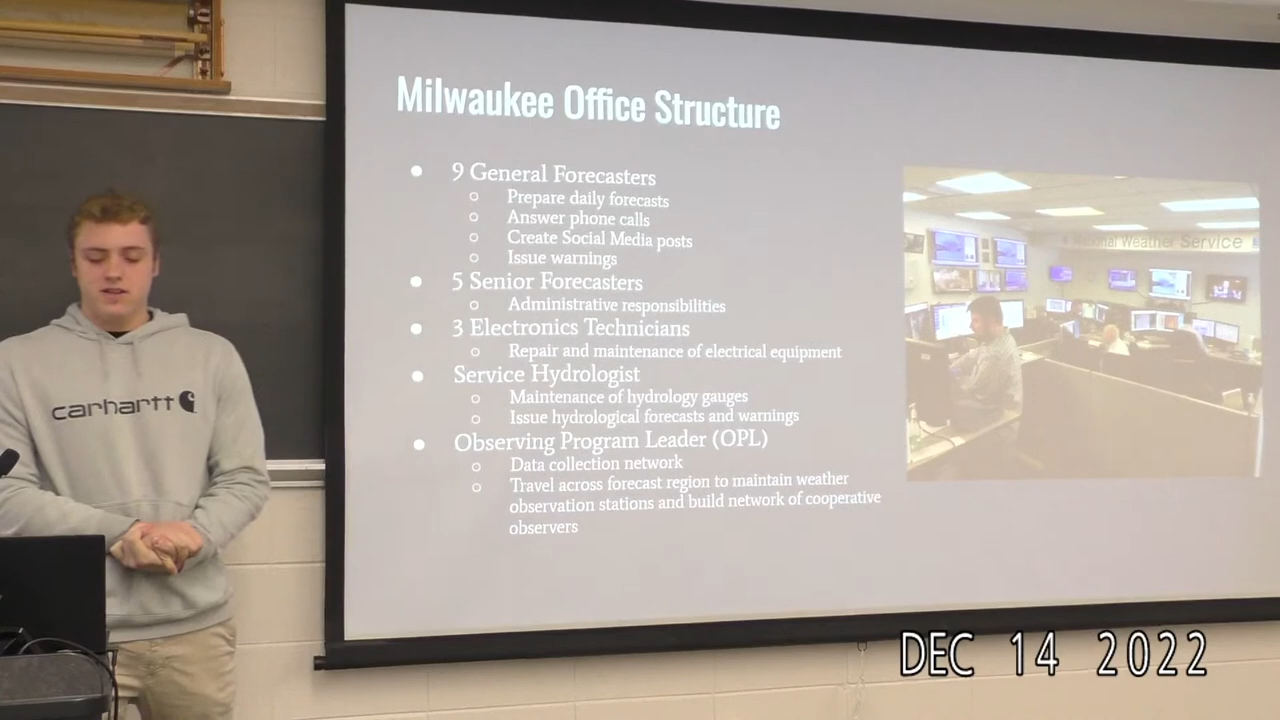 Milwaukee Office Structure
● 9 General Forecasters
○ Prepare daily forecasts
○ Answer phone calls
○ Create Social Media posts
○ Issue warnings
● 5 Senior Forecasters
○ Administrative responsibilities
● 3 Electronics Technicians
○ Repair and maintenance of electrical equipment
● Service Hydrologist
○ Maintenance of hydrology gauges
○ Issue hydrological forecasts and warnings
● Observing Program Leader (OPL)
○ Data collection network
○ Travel across forecast region to maintain weather
observation stations and build network of cooperative
observers
National Weather Service
carhartt
DEC 14 2022